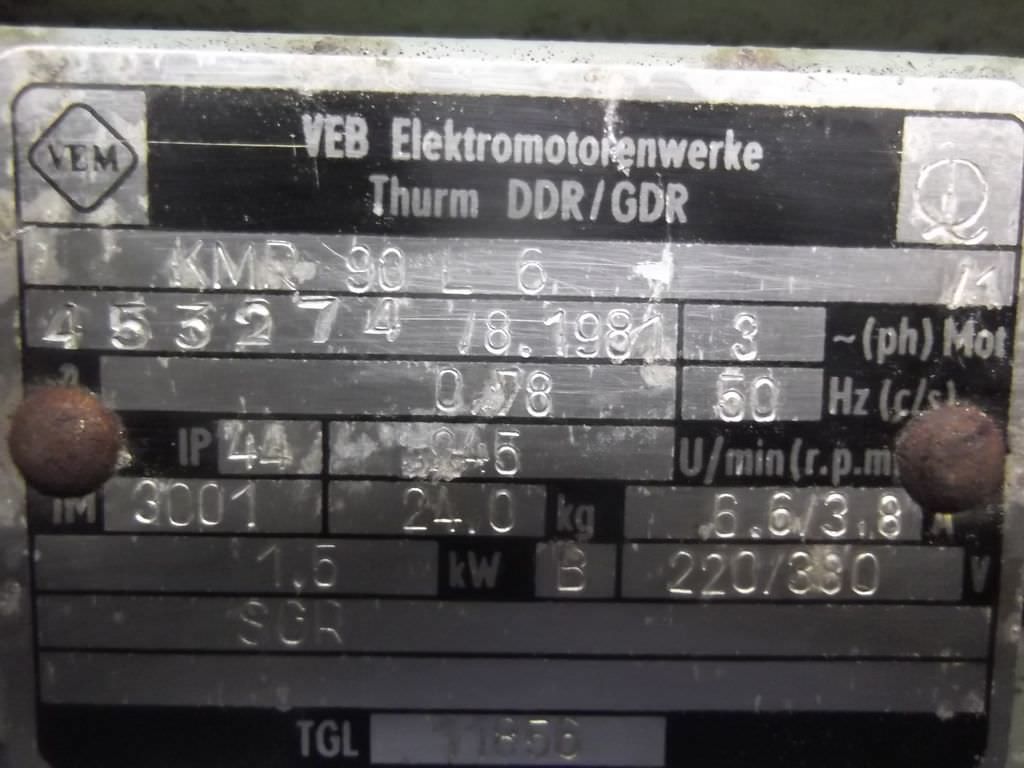 VEM VEB Elektromotorenwerke
Thurm DDR/GDR
KMR 90 L 6 /1
453274 /8.1981 3 ~(ph) Mot
0,78 50 Hz (c/s)
IP 44 945 U/min (r.p.m
IM 3001 24.0 kg 6.6/3.8 A
1,5 kW B 220/380 V
SGR
TGL 11856